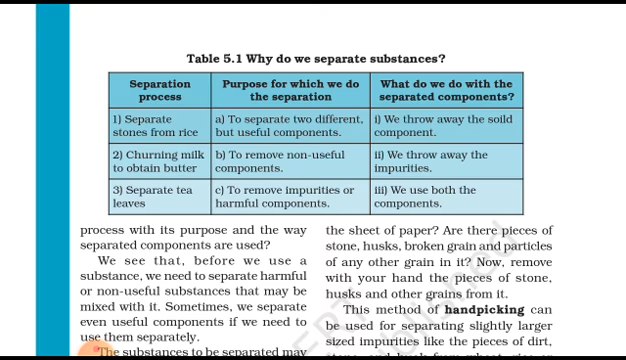 Table 5.1 Why do we separate substances?
Separation process
Purpose for which we do the separation
What do we do with the separated components?
1) Separate stones from rice
a) To separate two different, but useful components.
i) We throw away the soild component.
2) Churning milk to obtain butter
b) To remove non-useful components.
ii) We throw away the impurities.
3) Separate tea leaves
c) To remove impurities or harmful components.
iii) We use both the components.
process with its purpose and the way
separated components are used?
We see that, before we use a
substance, we need to separate harmful
or non-useful substances that may be
mixed with it. Sometimes, we separate
even useful components if we need to
use them separately.
The substances to be separated may
the sheet of paper? Are there pieces of
stone, husks, broken grain and particles
of any other grain in it? Now, remove
with your hand the pieces of stone,
husks and other grains from it.
This method of handpicking can
be used for separating slightly larger
sized impurities like the pieces of dirt,